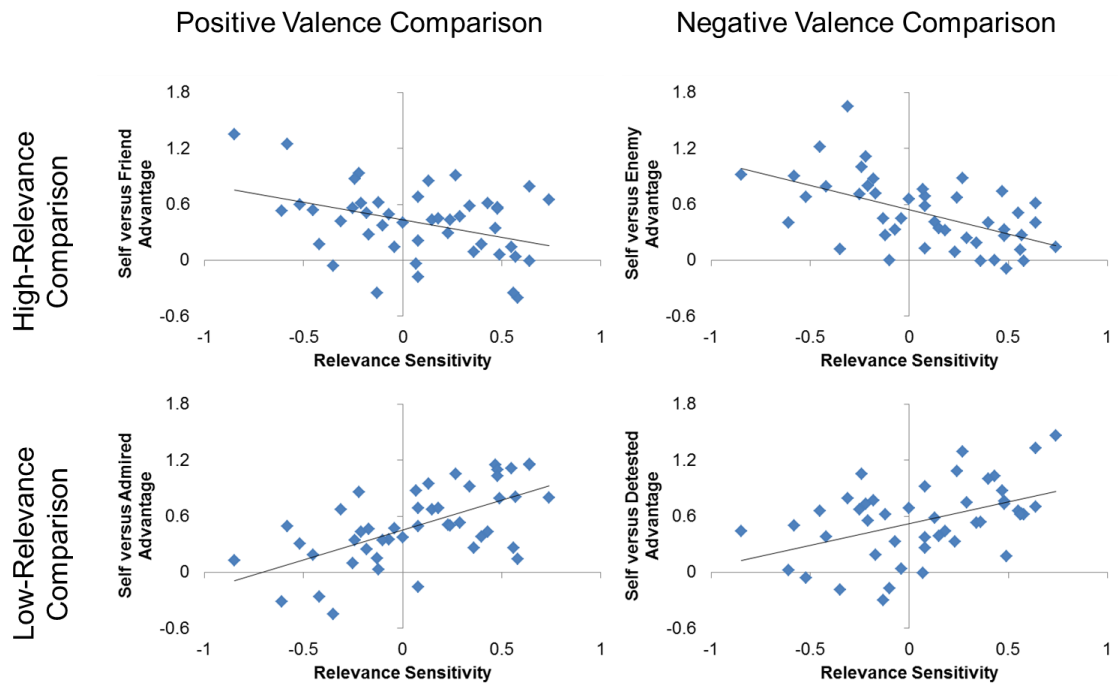 Positive Valence Comparison
Negative Valence Comparison
High-Relevance
Comparison
Self versus Friend
Advantage
1.8
1.2
0.6
0
-0.6
-1
-0.5
0
0.5
1
Relevance Sensitivity
Self versus Enemy
Advantage
1.8
1.2
0.6
0
-0.6
-1
-0.5
0
0.5
1
Relevance Sensitivity
Low-Relevance
Comparison
Self versus Admired
Advantage
1.8
1.2
0.6
0
-0.6
-1
-0.5
0
0.5
1
Relevance Sensitivity
Self versus Detested
Advantage
1.8
1.2
0.6
0
-0.6
-1
-0.5
0
0.5
1
Relevance Sensitivity